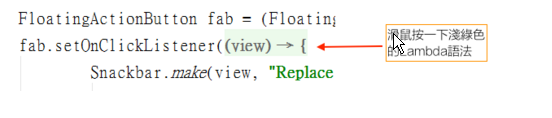 FloatingActionButton fab = (Floating
fab.setOnClickListener((view) → {
Snackbar.make(view, "Replace
滑鼠按一下淺綠色
的Lambda語法